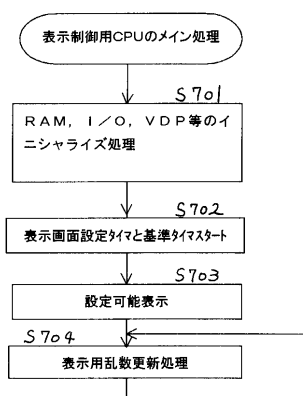 表示制御用CPUのメイン処理
S701
RAM, I/O, VDP等のイ
ニシャライズ処理
S702
表示画面設定タイマと基準タイマスタート
S703
設定可能表示
S704
表示用乱数更新処理